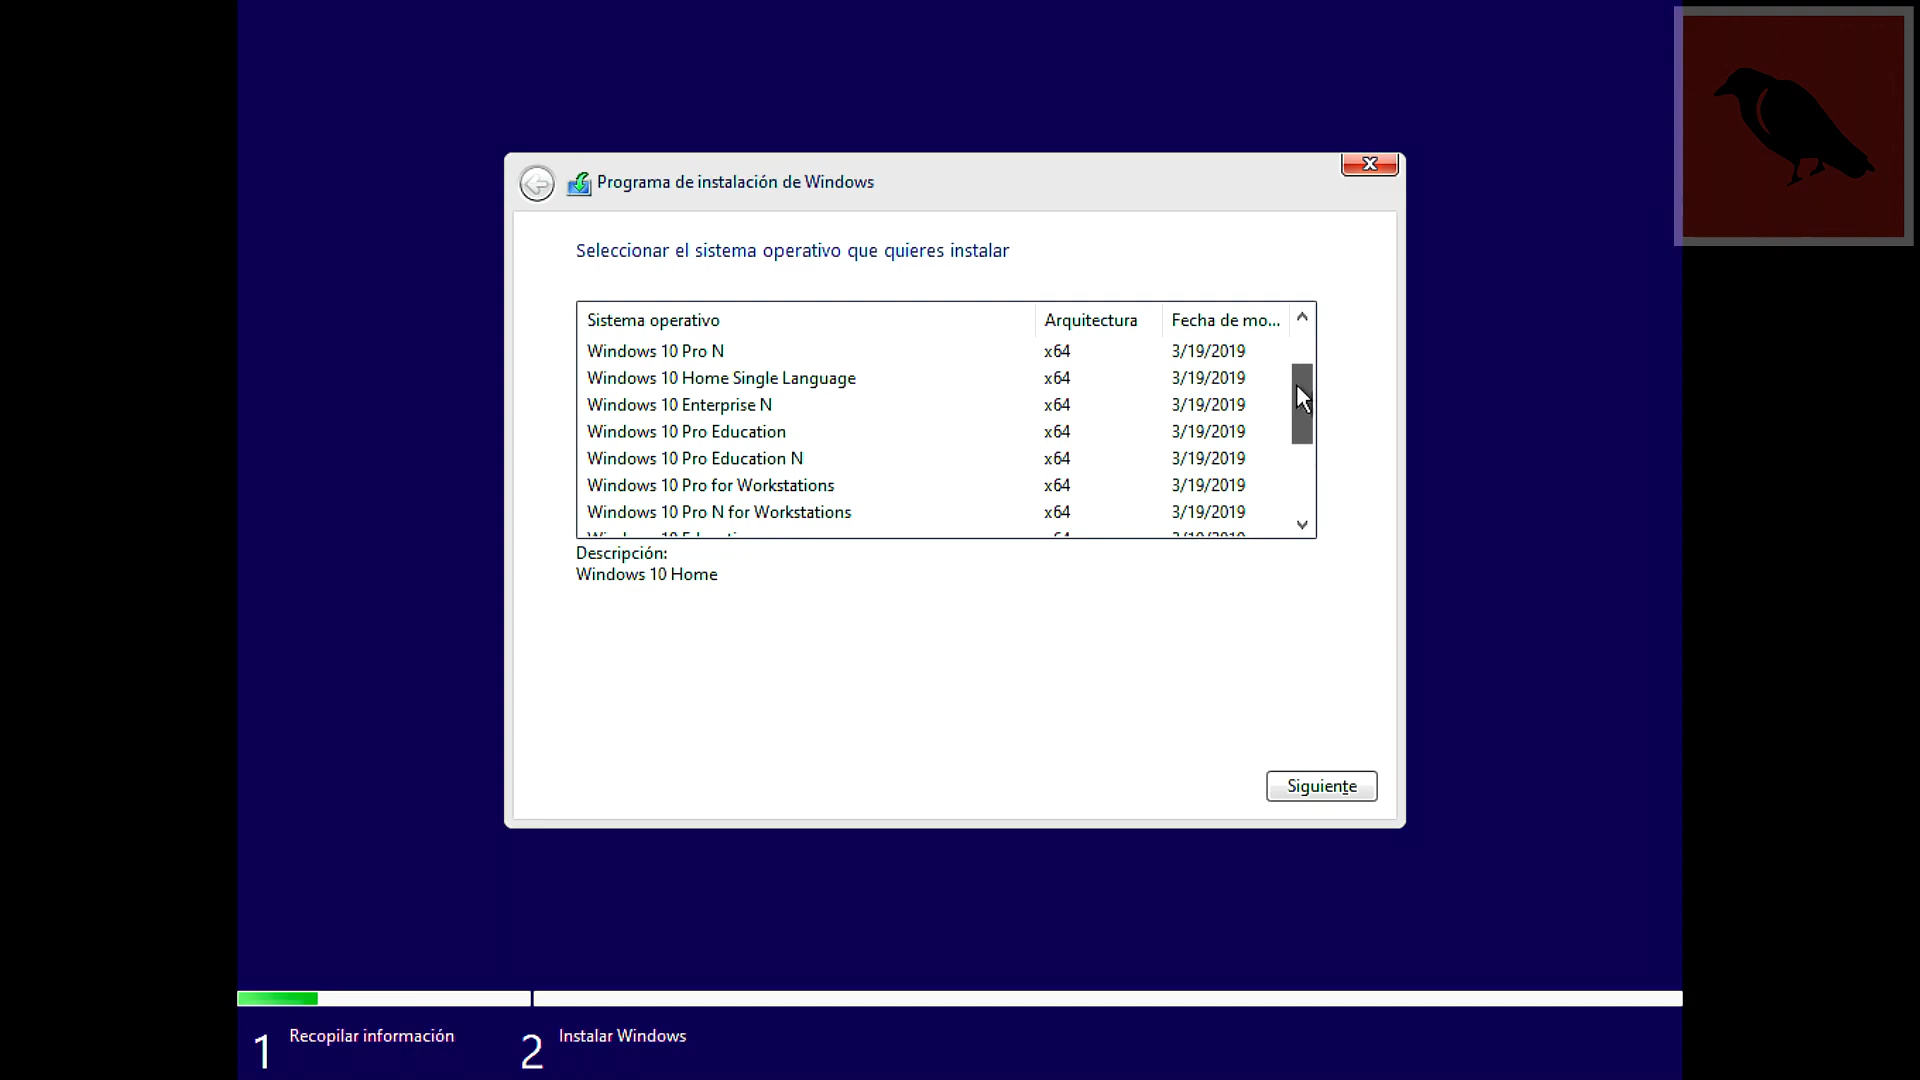 Programa de instalación de Windows
Seleccionar el sistema operativo que quieres instalar
Sistema operativo Arquitectura Fecha de mo...
Windows 10 Pro N x64 3/19/2019
Windows 10 Home Single Language x64 3/19/2019
Windows 10 Enterprise N x64 3/19/2019
Windows 10 Pro Education x64 3/19/2019
Windows 10 Pro Education N x64 3/19/2019
Windows 10 Pro for Workstations x64 3/19/2019
Windows 10 Pro N for Workstations x64 3/19/2019
Descripción:
Windows 10 Home
Siguiente
1 Recopilar información 2 Instalar Windows